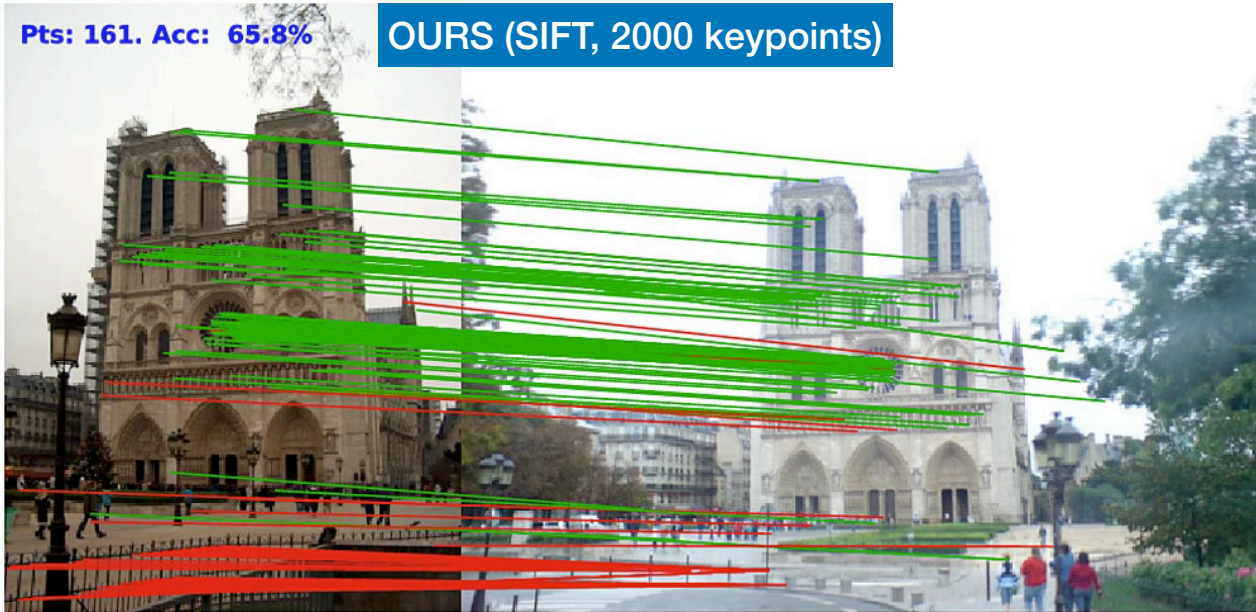 Pts: 161. Acc: 65.8%
OURS (SIFT, 2000 keypoints)